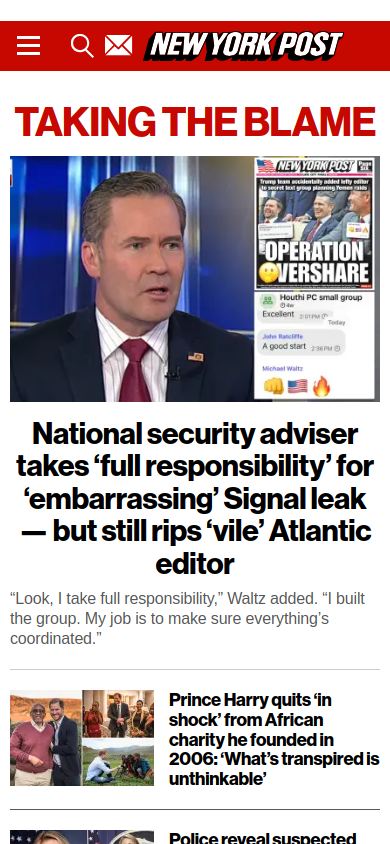 NEW YORK POST
TAKING THE BLAME
NEW YORK POST
Trump team accidentally added lefty editor
to secret text group planning Yemen raids
OPERATION
VERSHARE
Houthi PC small group
4w
Excellent 2:01 PM
Today
John Ratcliffe
A good start 2:38 PM
Michael Waltz
👊🇺🇸🔥
National security adviser
takes ‘full responsibility’ for
‘embarrassing’ Signal leak
— but still rips ‘vile’ Atlantic
editor
“Look, I take full responsibility,” Waltz added. “I built
the group. My job is to make sure everything’s
coordinated.”
Prince Harry quits ‘in
shock’ from African
charity he founded in
2006: ‘What’s transpired is
unthinkable’
Police reveal suspected